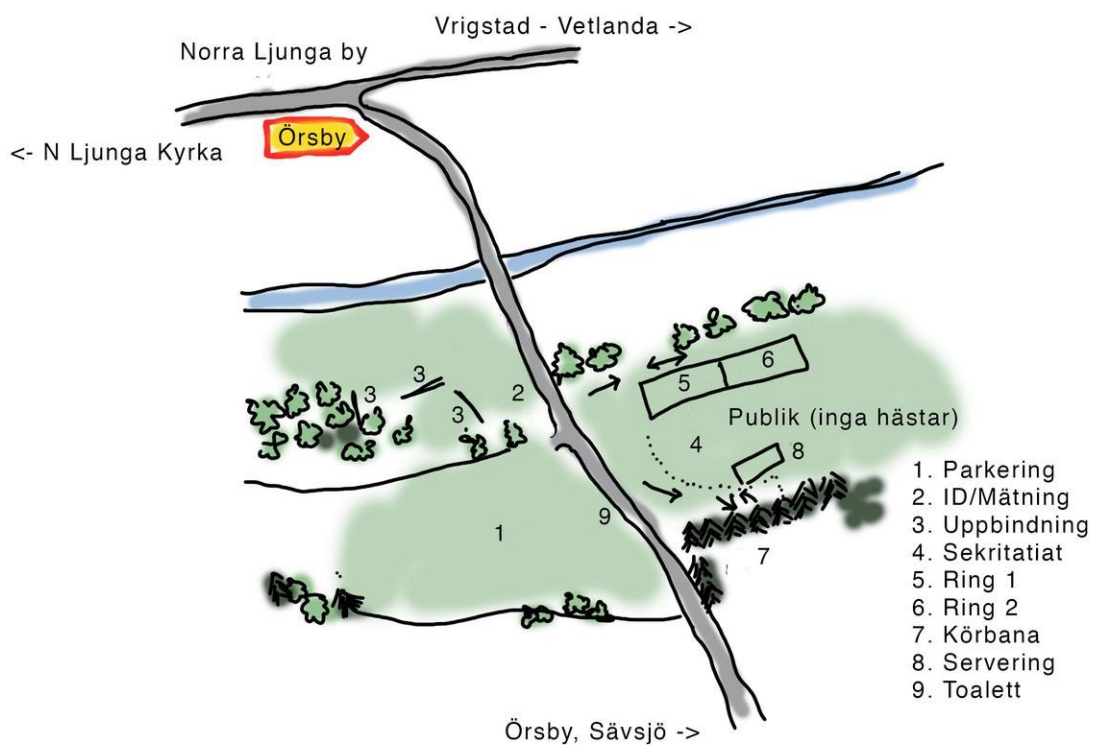 Vrigstad - Vetlanda ->
Norra Ljunga by
Örsby
<- N Ljunga Kyrka
3
3
2
3
5
6
Publik (inga hästar)
4
8
9
1
7
1. Parkering
2. ID/Mätning
3. Uppbindning
4. Sekritatiat
5. Ring 1
6. Ring 2
7. Körbana
8. Servering
9. Toalett
Örsby, Sävsjö ->